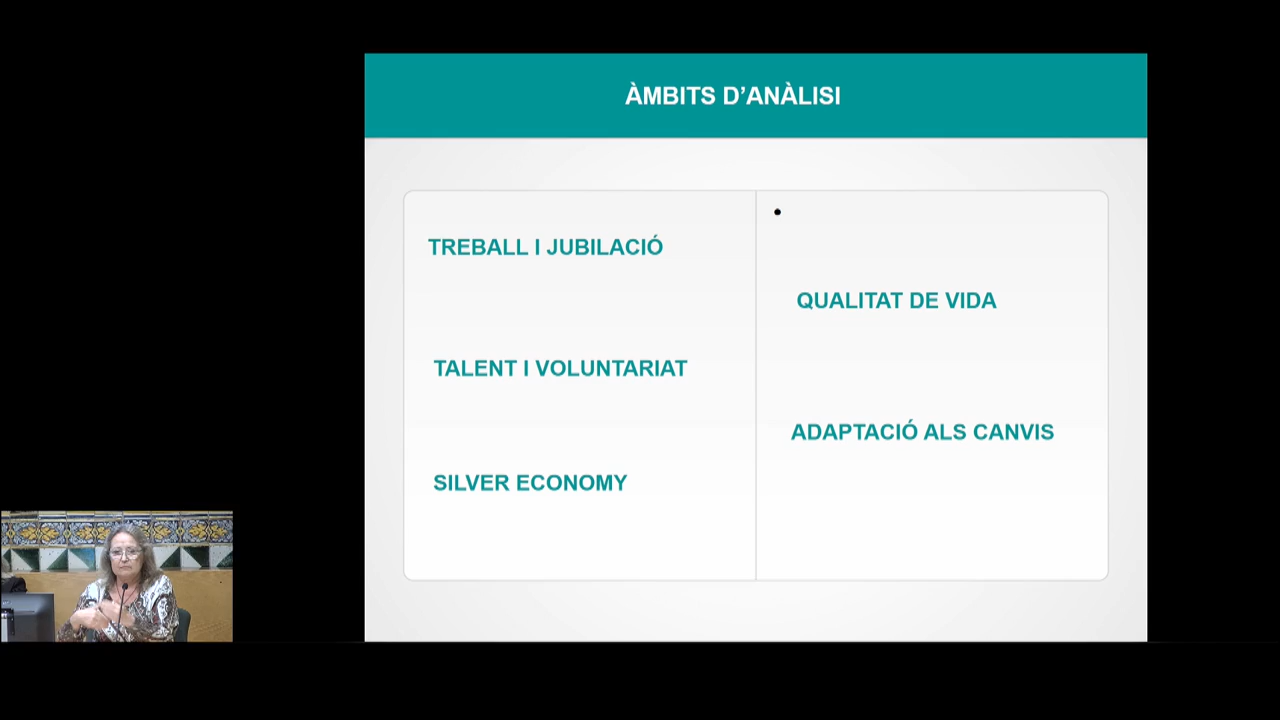 ÀMBITS D’ANÀLISI
TREBALL I JUBILACIÓ
TALENT I VOLUNTARIAT
SILVER ECONOMY
QUALITAT DE VIDA
ADAPTACIÓ ALS CANVIS